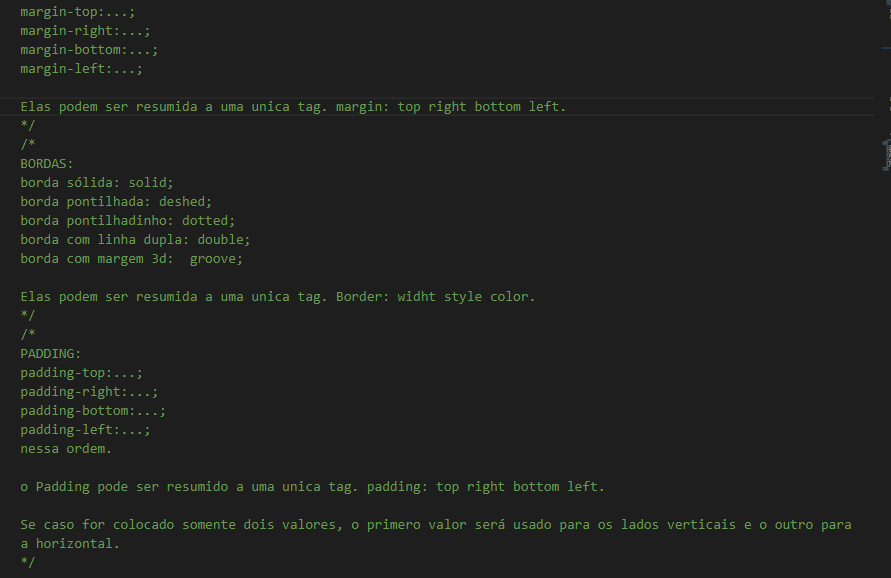 margin-top:...;
margin-right:...;
margin-bottom:...;
margin-left:...;
Elas podem ser resumida a uma unica tag. margin: top right bottom left.
*/
/*
BORDAS:
borda sólida: solid;
borda pontilhada: deshed;
borda pontilhadinho: dotted;
borda com linha dupla: double;
borda com margem 3d:  groove;
Elas podem ser resumida a uma unica tag. Border: widht style color.
*/
/*
PADDING:
padding-top:...;
padding-right:...;
padding-bottom:...;
padding-left:...;
nessa ordem.
o Padding pode ser resumido a uma unica tag. padding: top right bottom left.
Se caso for colocado somente dois valores, o primero valor será usado para os lados verticais e o outro para
a horizontal.
*/